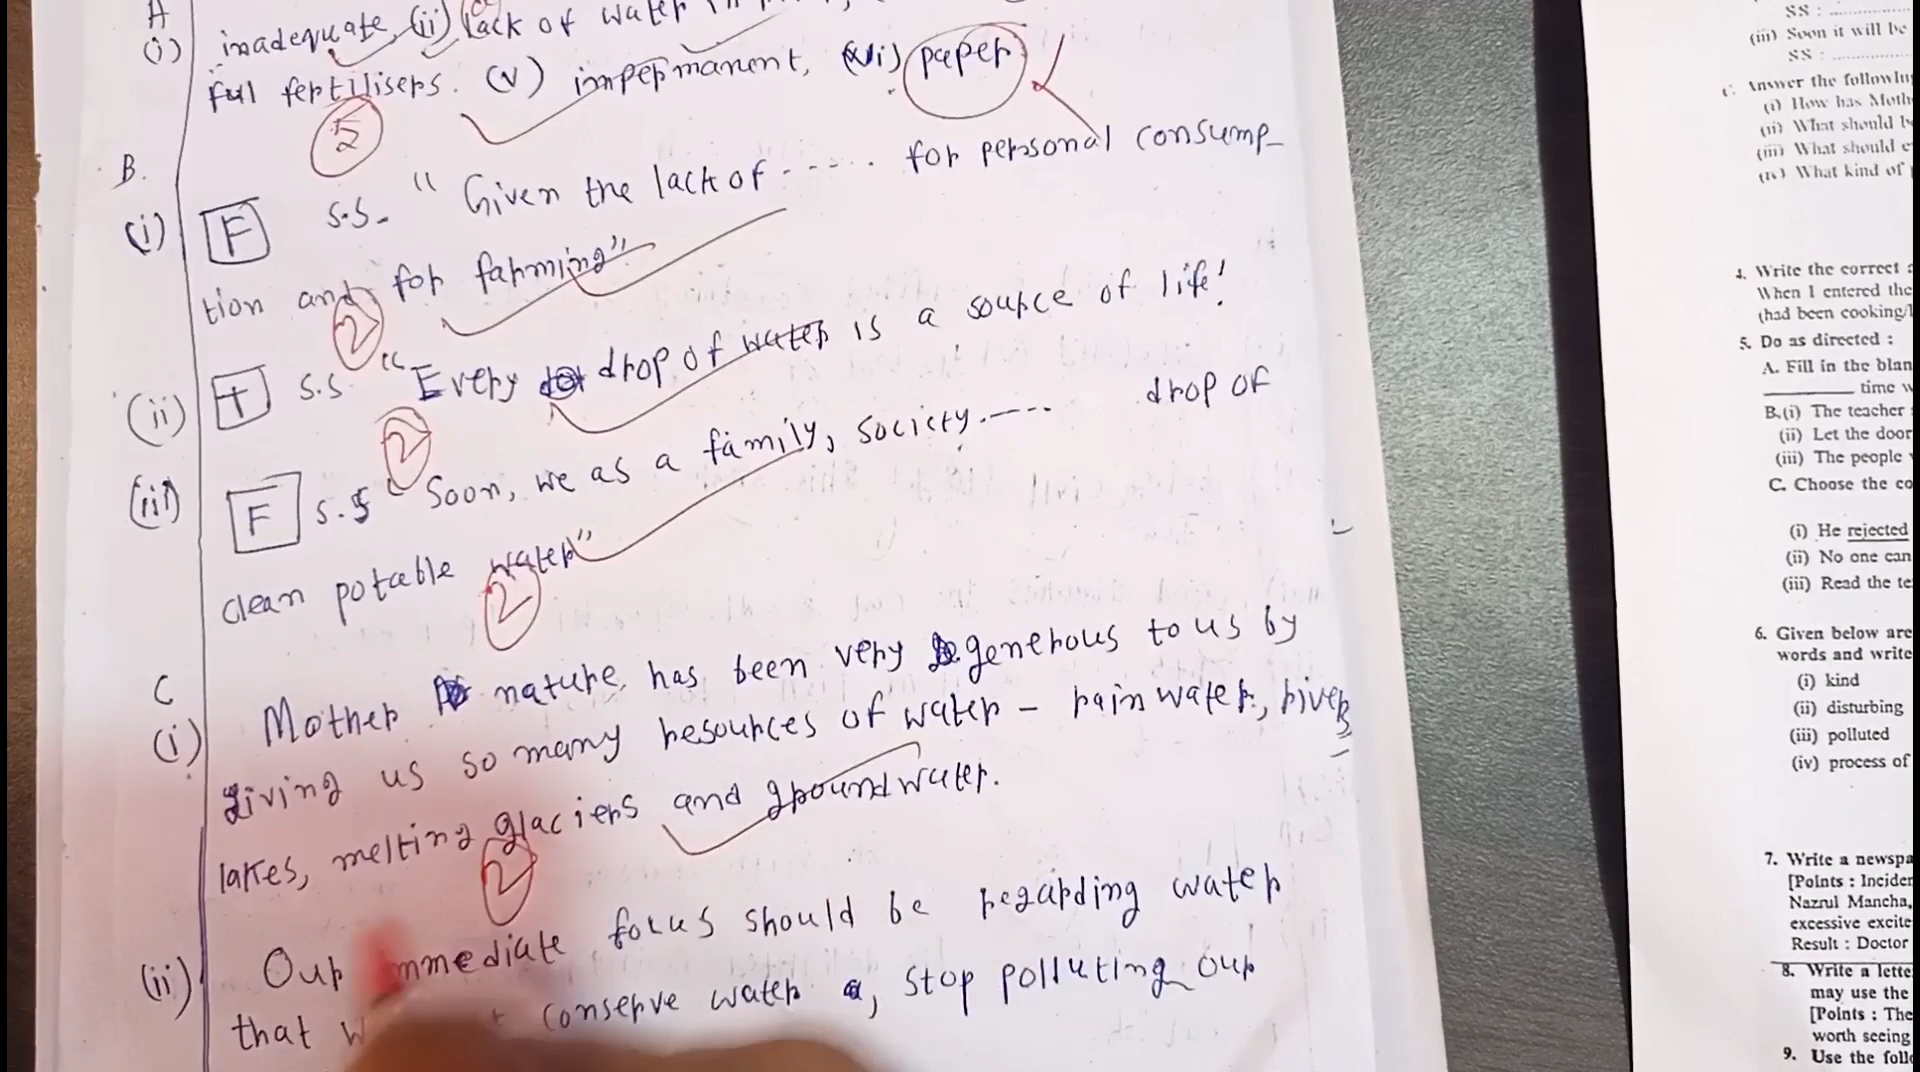 A
(i) inadequate, (ii) lack of water
full fertilisers. (v) impermanent, (vi) paper
5
B.
(i) F s.s- "Given the lack of ..... for personal consump-
tion and for farming"
2
(ii) T s.s "Every drop of water is a source of life!
2
(iii) F s.s "Soon, we as a family, society..... drop of
clean potable water"
2
C
(i) Mother nature has been very generous to us by
giving us so many resources of water - rain water, rivers
lakes, melting glaciers and groundwater.
2
(ii) Our immediate focus should be regarding water
that conserve water, stop polluting our
SS : ..............
(iii) Soon it will be
SS : ..............
C. Answer the following
(i) How has Moth
(ii) What should b
(iii) What should e
(iv) What kind of
4. Write the correct
When I entered the
(had been cooking/
5. Do as directed :
A. Fill in the blan
________ time w
B.(i) The teacher
(ii) Let the door
(iii) The people
C. Choose the co
(i) He rejected
(ii) No one can
(iii) Read the te
6. Given below are
words and write
(i) kind
(ii) disturbing
(iii) polluted
(iv) process of
7. Write a newspa
[Points : Inciden
Nazrul Mancha,
excessive excite
Result : Doctor
8. Write a lette
may use the
[Points : The
worth seeing
9. Use the foll